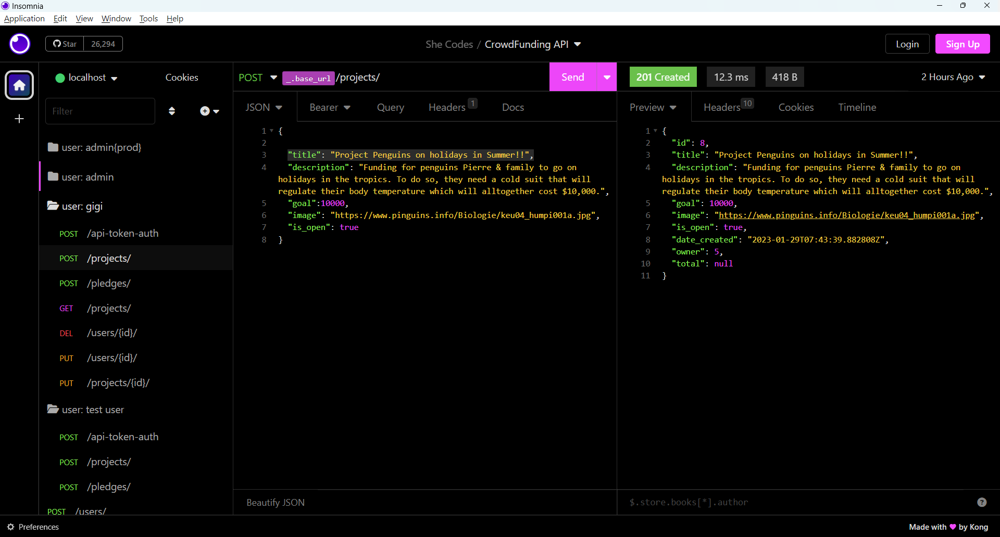 Insomnia
Application Edit View Window Tools Help
Star 26,294
She Codes / CrowdFunding API
Login Sign Up
localhost Cookies
POST _.base_url /projects/ Send
201 Created 12.3 ms 418 B 2 Hours Ago
Filter
JSON Bearer Query Headers 1 Docs
Preview Headers 10 Cookies Timeline
user: admin{prod}
user: admin
user: gigi
POST /api-token-auth
POST /projects/
POST /pledges/
GET /projects/
DEL /users/{id}/
PUT /users/{id}/
PUT /projects/{id}/
user: test user
POST /api-token-auth
POST /projects/
POST /pledges/
POST /users/
1 {
2
3 "title": "Project Penguins on holidays in Summer!!",
4 "description": "Funding for penguins Pierre & family to go on
holidays in the tropics. To do so, they need a cold suit that will
regulate their body temperature which will alltogether cost $10,000.",
5 "goal":10000,
6 "image": "https://www.pinguins.info/Biologie/keu04_humpi001a.jpg",
7 "is_open": true
8 }
1 {
2 "id": 8,
3 "title": "Project Penguins on holidays in Summer!!",
4 "description": "Funding for penguins Pierre & family to go on
holidays in the tropics. To do so, they need a cold suit that will
regulate their body temperature which will alltogether cost $10,000.",
5 "goal": 10000,
6 "image": "https://www.pinguins.info/Biologie/keu04_humpi001a.jpg",
7 "is_open": true,
8 "date_created": "2023-01-29T07:43:39.882808Z",
9 "owner": 5,
10 "total": null
11 }
Beautify JSON
$.store.books[*].author
?
Preferences
Made with ♥ by Kong